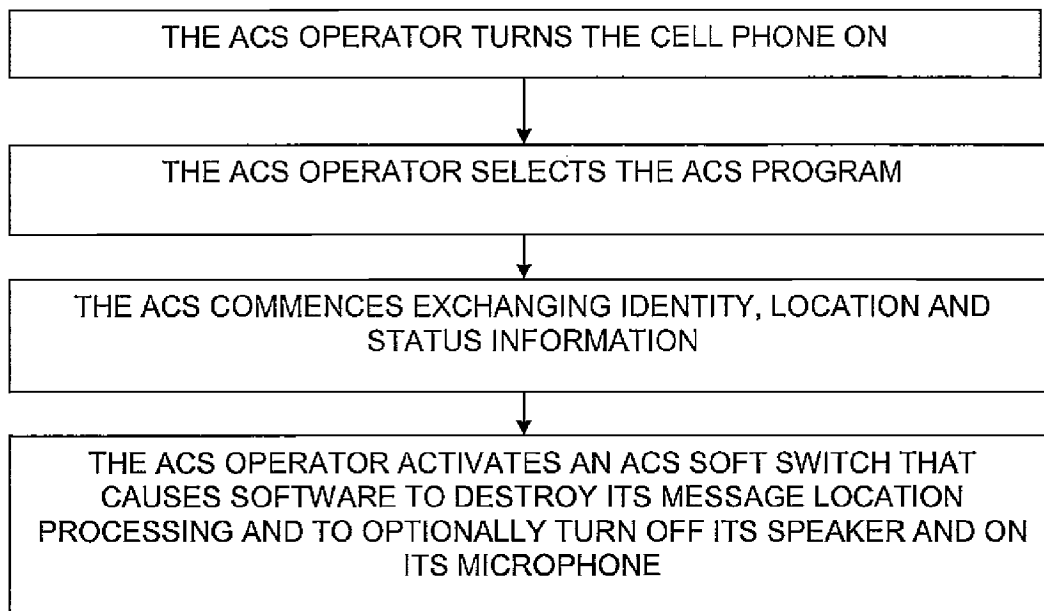 THE ACS OPERATOR TURNS THE CELL PHONE ON
THE ACS OPERATOR SELECTS THE ACS PROGRAM
THE ACS COMMENCES EXCHANGING IDENTITY, LOCATION AND
STATUS INFORMATION
THE ACS OPERATOR ACTIVATES AN ACS SOFT SWITCH THAT
CAUSES SOFTWARE TO DESTROY ITS MESSAGE LOCATION
PROCESSING AND TO OPTIONALLY TURN OFF ITS SPEAKER AND ON
ITS MICROPHONE